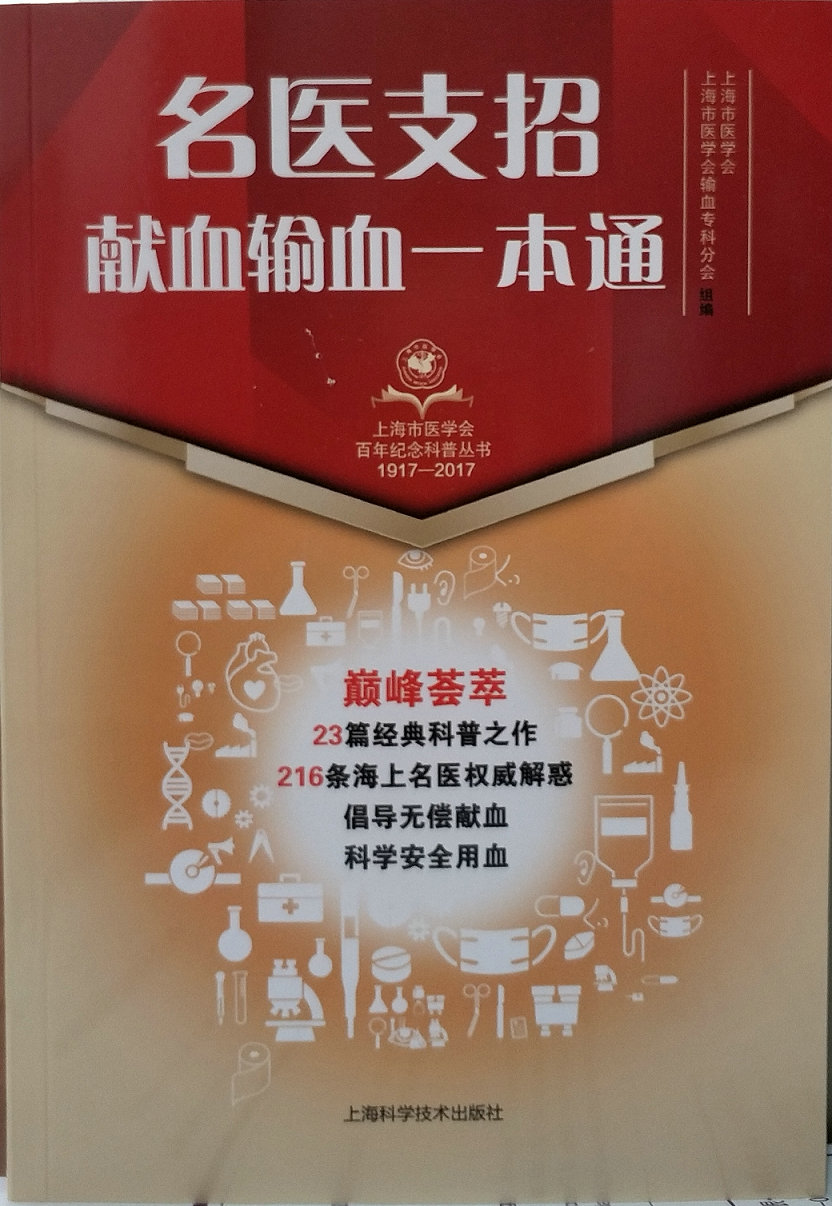 名医支招
献血输血一本通
上海市医学会
上海市医学会输血专科分会 组编
上海市医学会
百年纪念科普丛书
1917—2017
巅峰荟萃
23篇经典科普之作
216条海上名医权威解惑
倡导无偿献血
科学安全用血
上海科学技术出版社